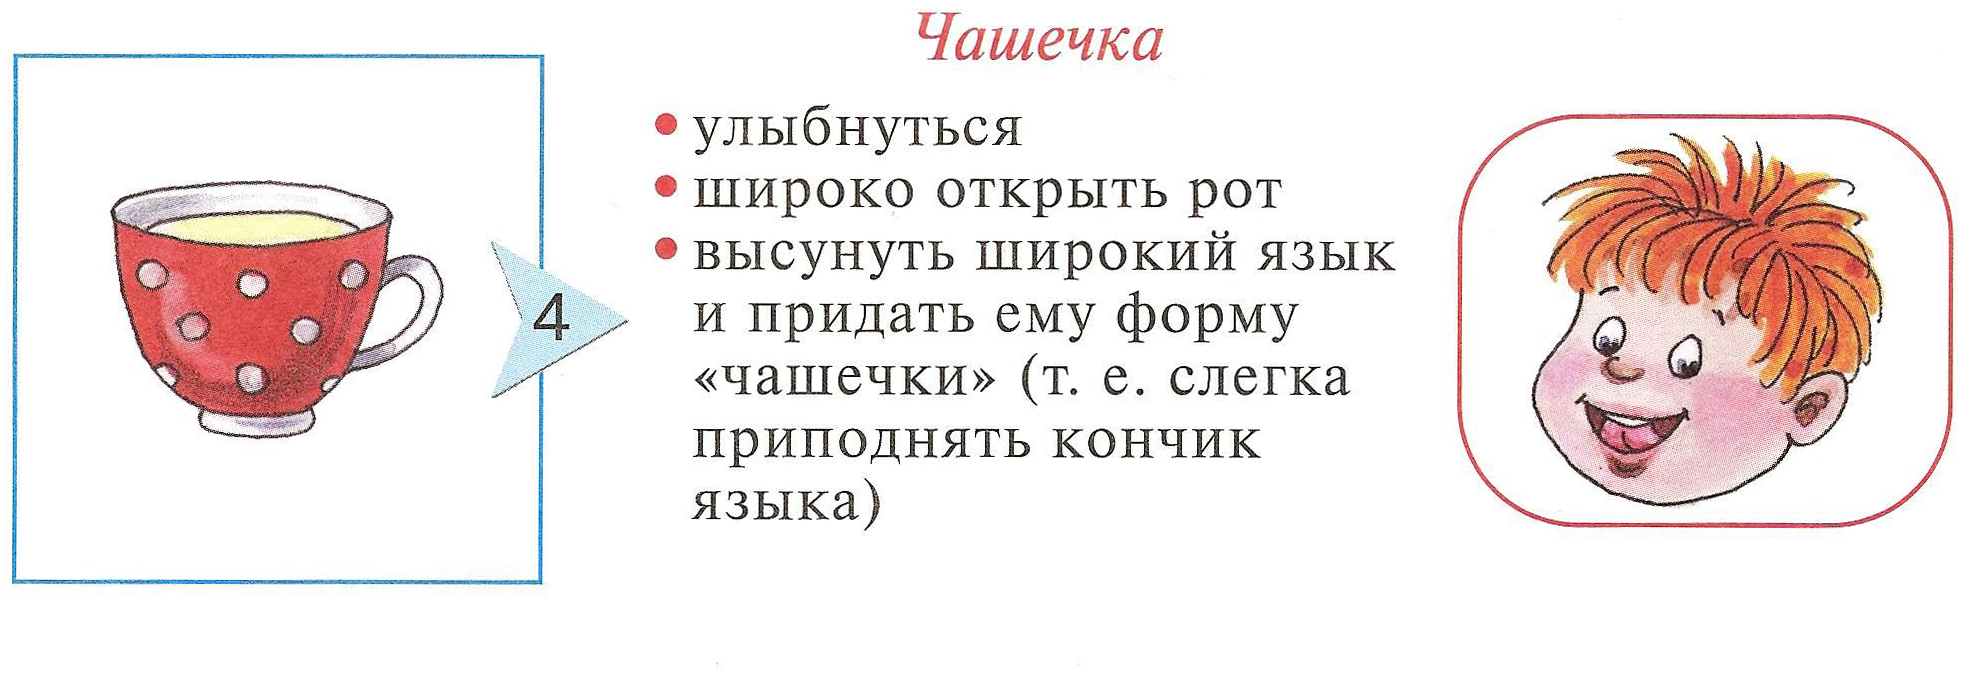 Чашечка
4
• улыбнуться
• широко открыть рот
• высунуть широкий язык
и придать ему форму
«чашечки» (т. е. слегка
приподнять кончик
языка)